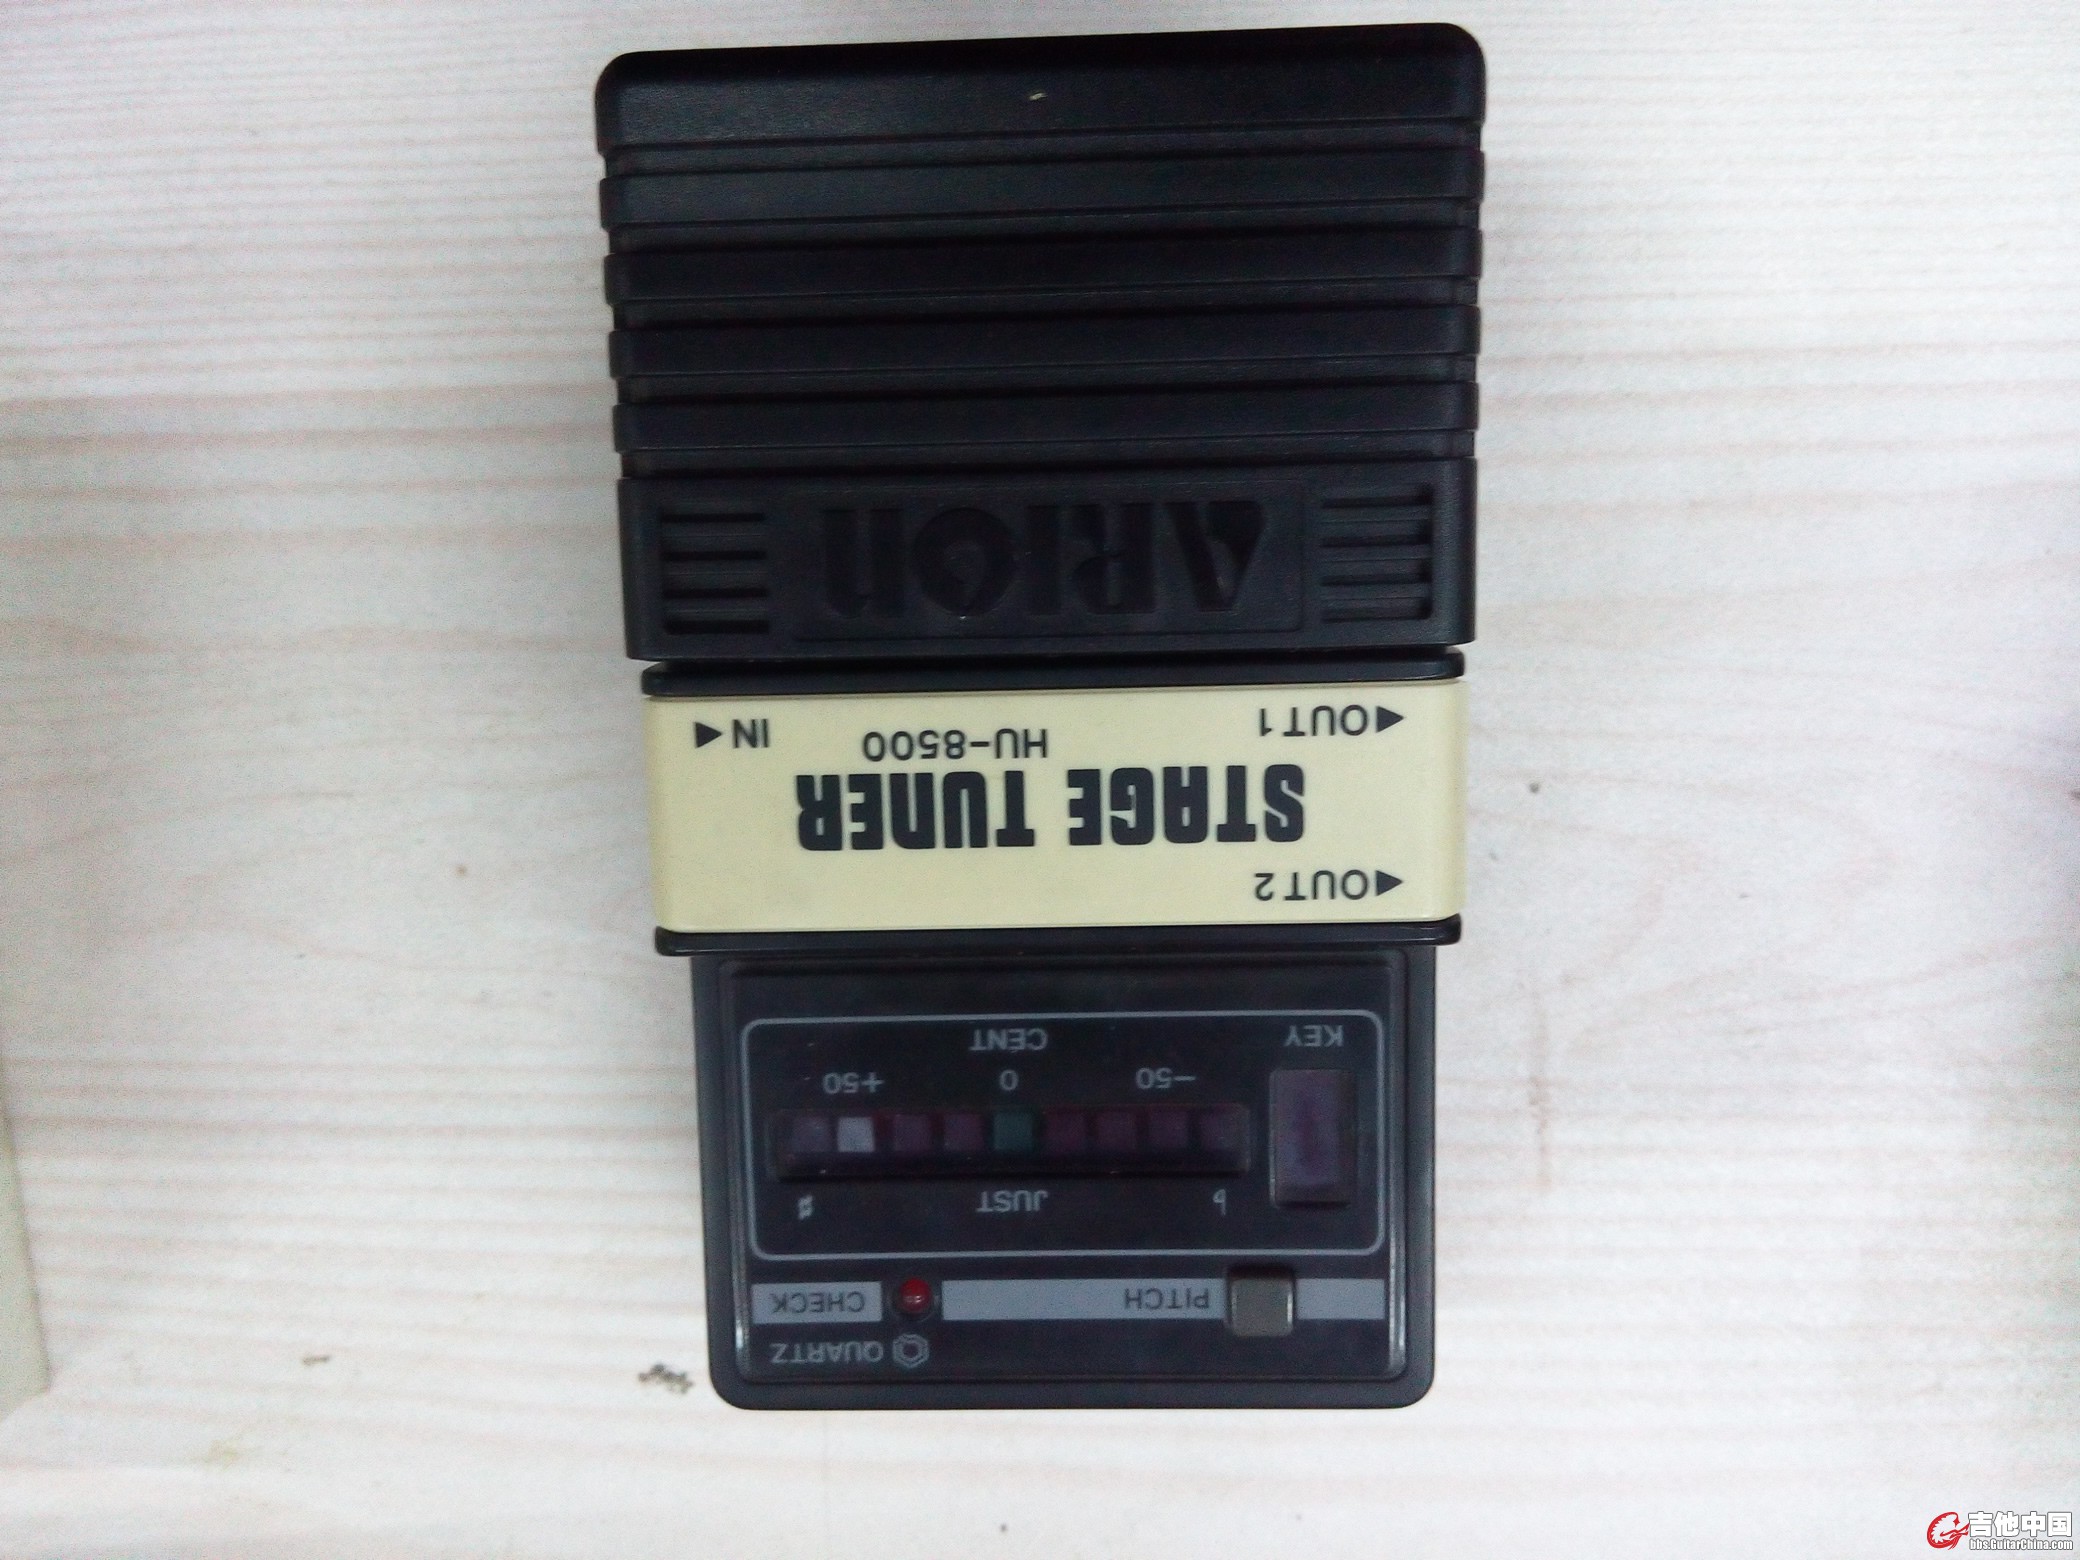 QUARTZ
PITCH CHECK
♭ JUST ♯
-50 0 +50
KEY CENT
OUT 2
STAGE TUNER
HU-8500
OUT 1 IN
ARION
吉他中国
bbs.GuitarChina.com